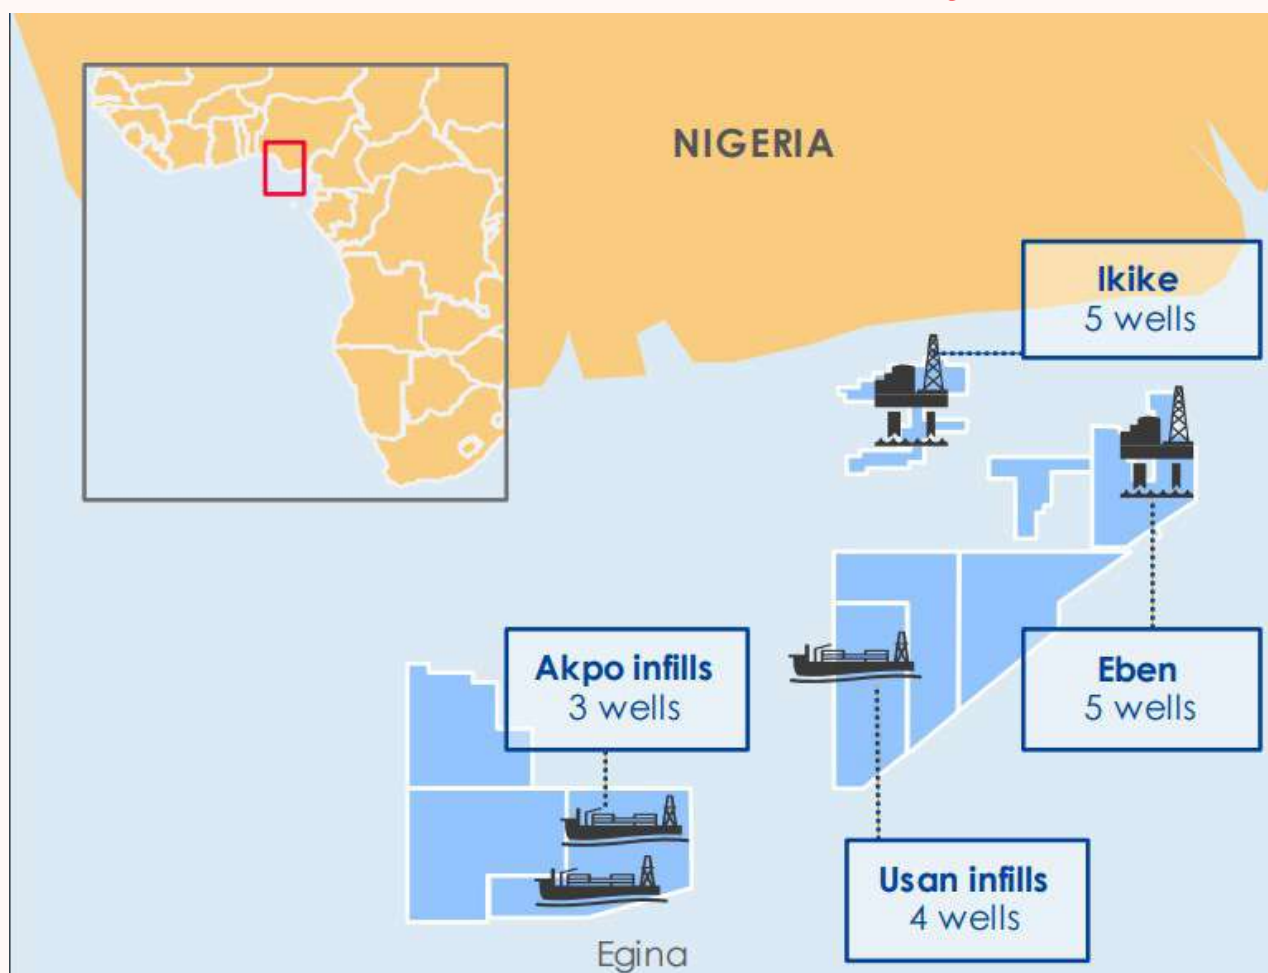 NIGERIA
Ikike
5 wells
Akpo infills
3 wells
Eben
5 wells
Usan infills
4 wells
Egina